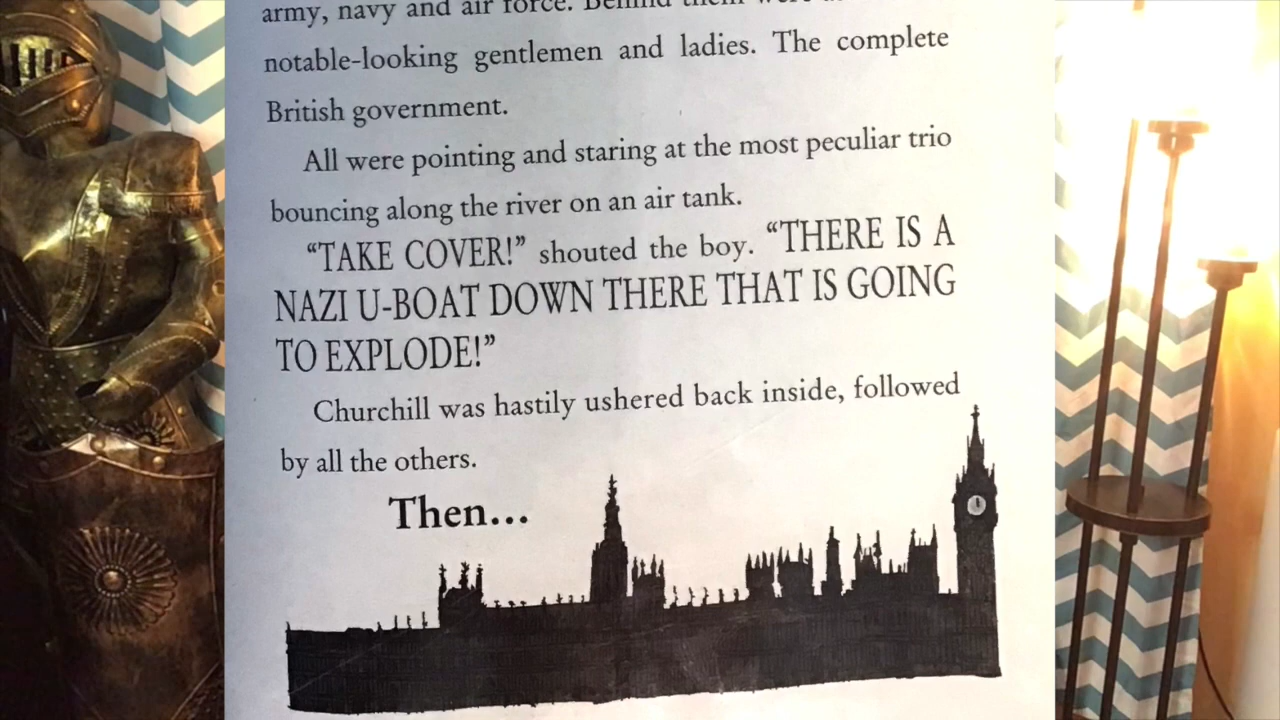 army, navy and air force. Behind them were
notable-looking gentlemen and ladies. The complete
British government.
All were pointing and staring at the most peculiar trio
bouncing along the river on an air tank.
“TAKE COVER!” shouted the boy. “THERE IS A
NAZI U-BOAT DOWN THERE THAT IS GOING
TO EXPLODE!”
Churchill was hastily ushered back inside, followed
by all the others.
Then...